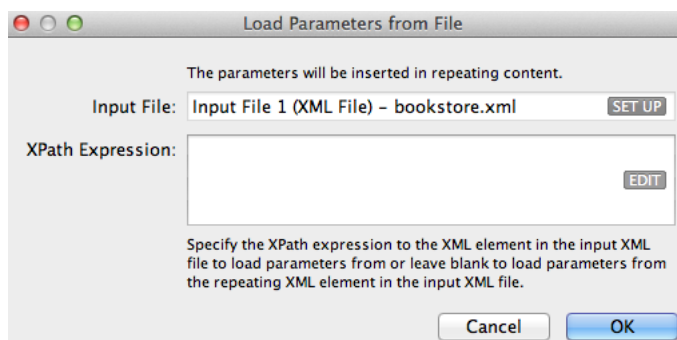 Load Parameters from File
The parameters will be inserted in repeating content.
Input File: Input File 1 (XML File) – bookstore.xml SET UP
XPath Expression:
EDIT
Specify the XPath expression to the XML element in the input XML
file to load parameters from or leave blank to load parameters from
the repeating XML element in the input XML file.
Cancel OK